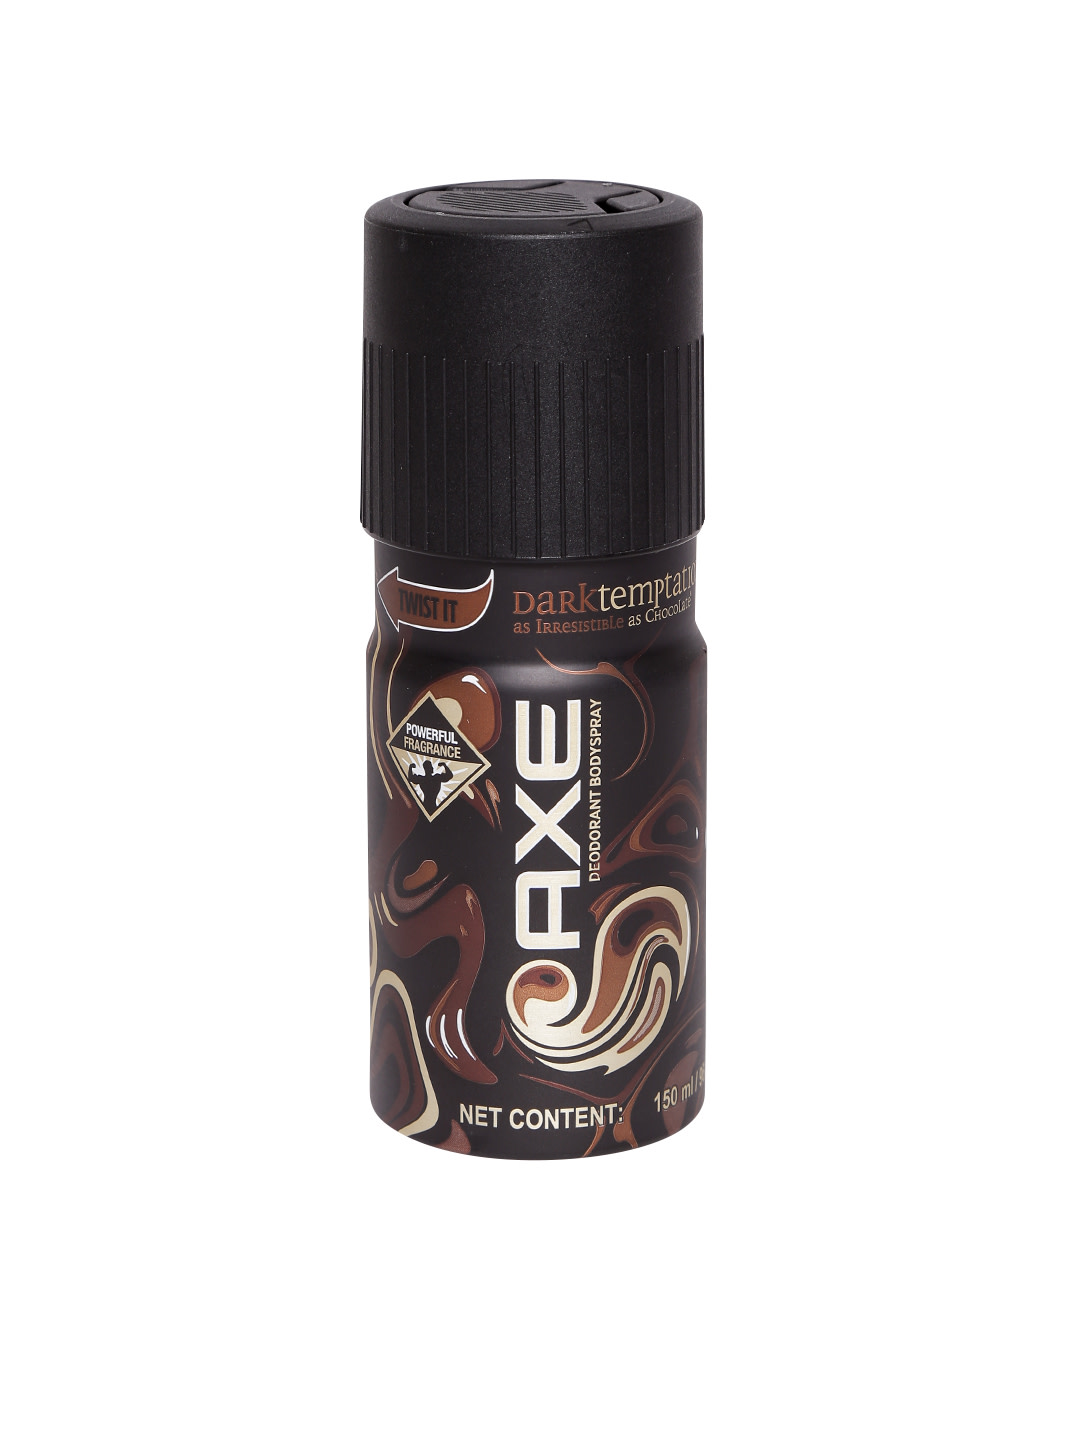 TWIST IT
Darktemptatio
as Irresistible as Chocolate
POWERFUL
FRAGRANCE
AXE
DEODORANT BODYSPRAY
NET CONTENT:
150 ml /